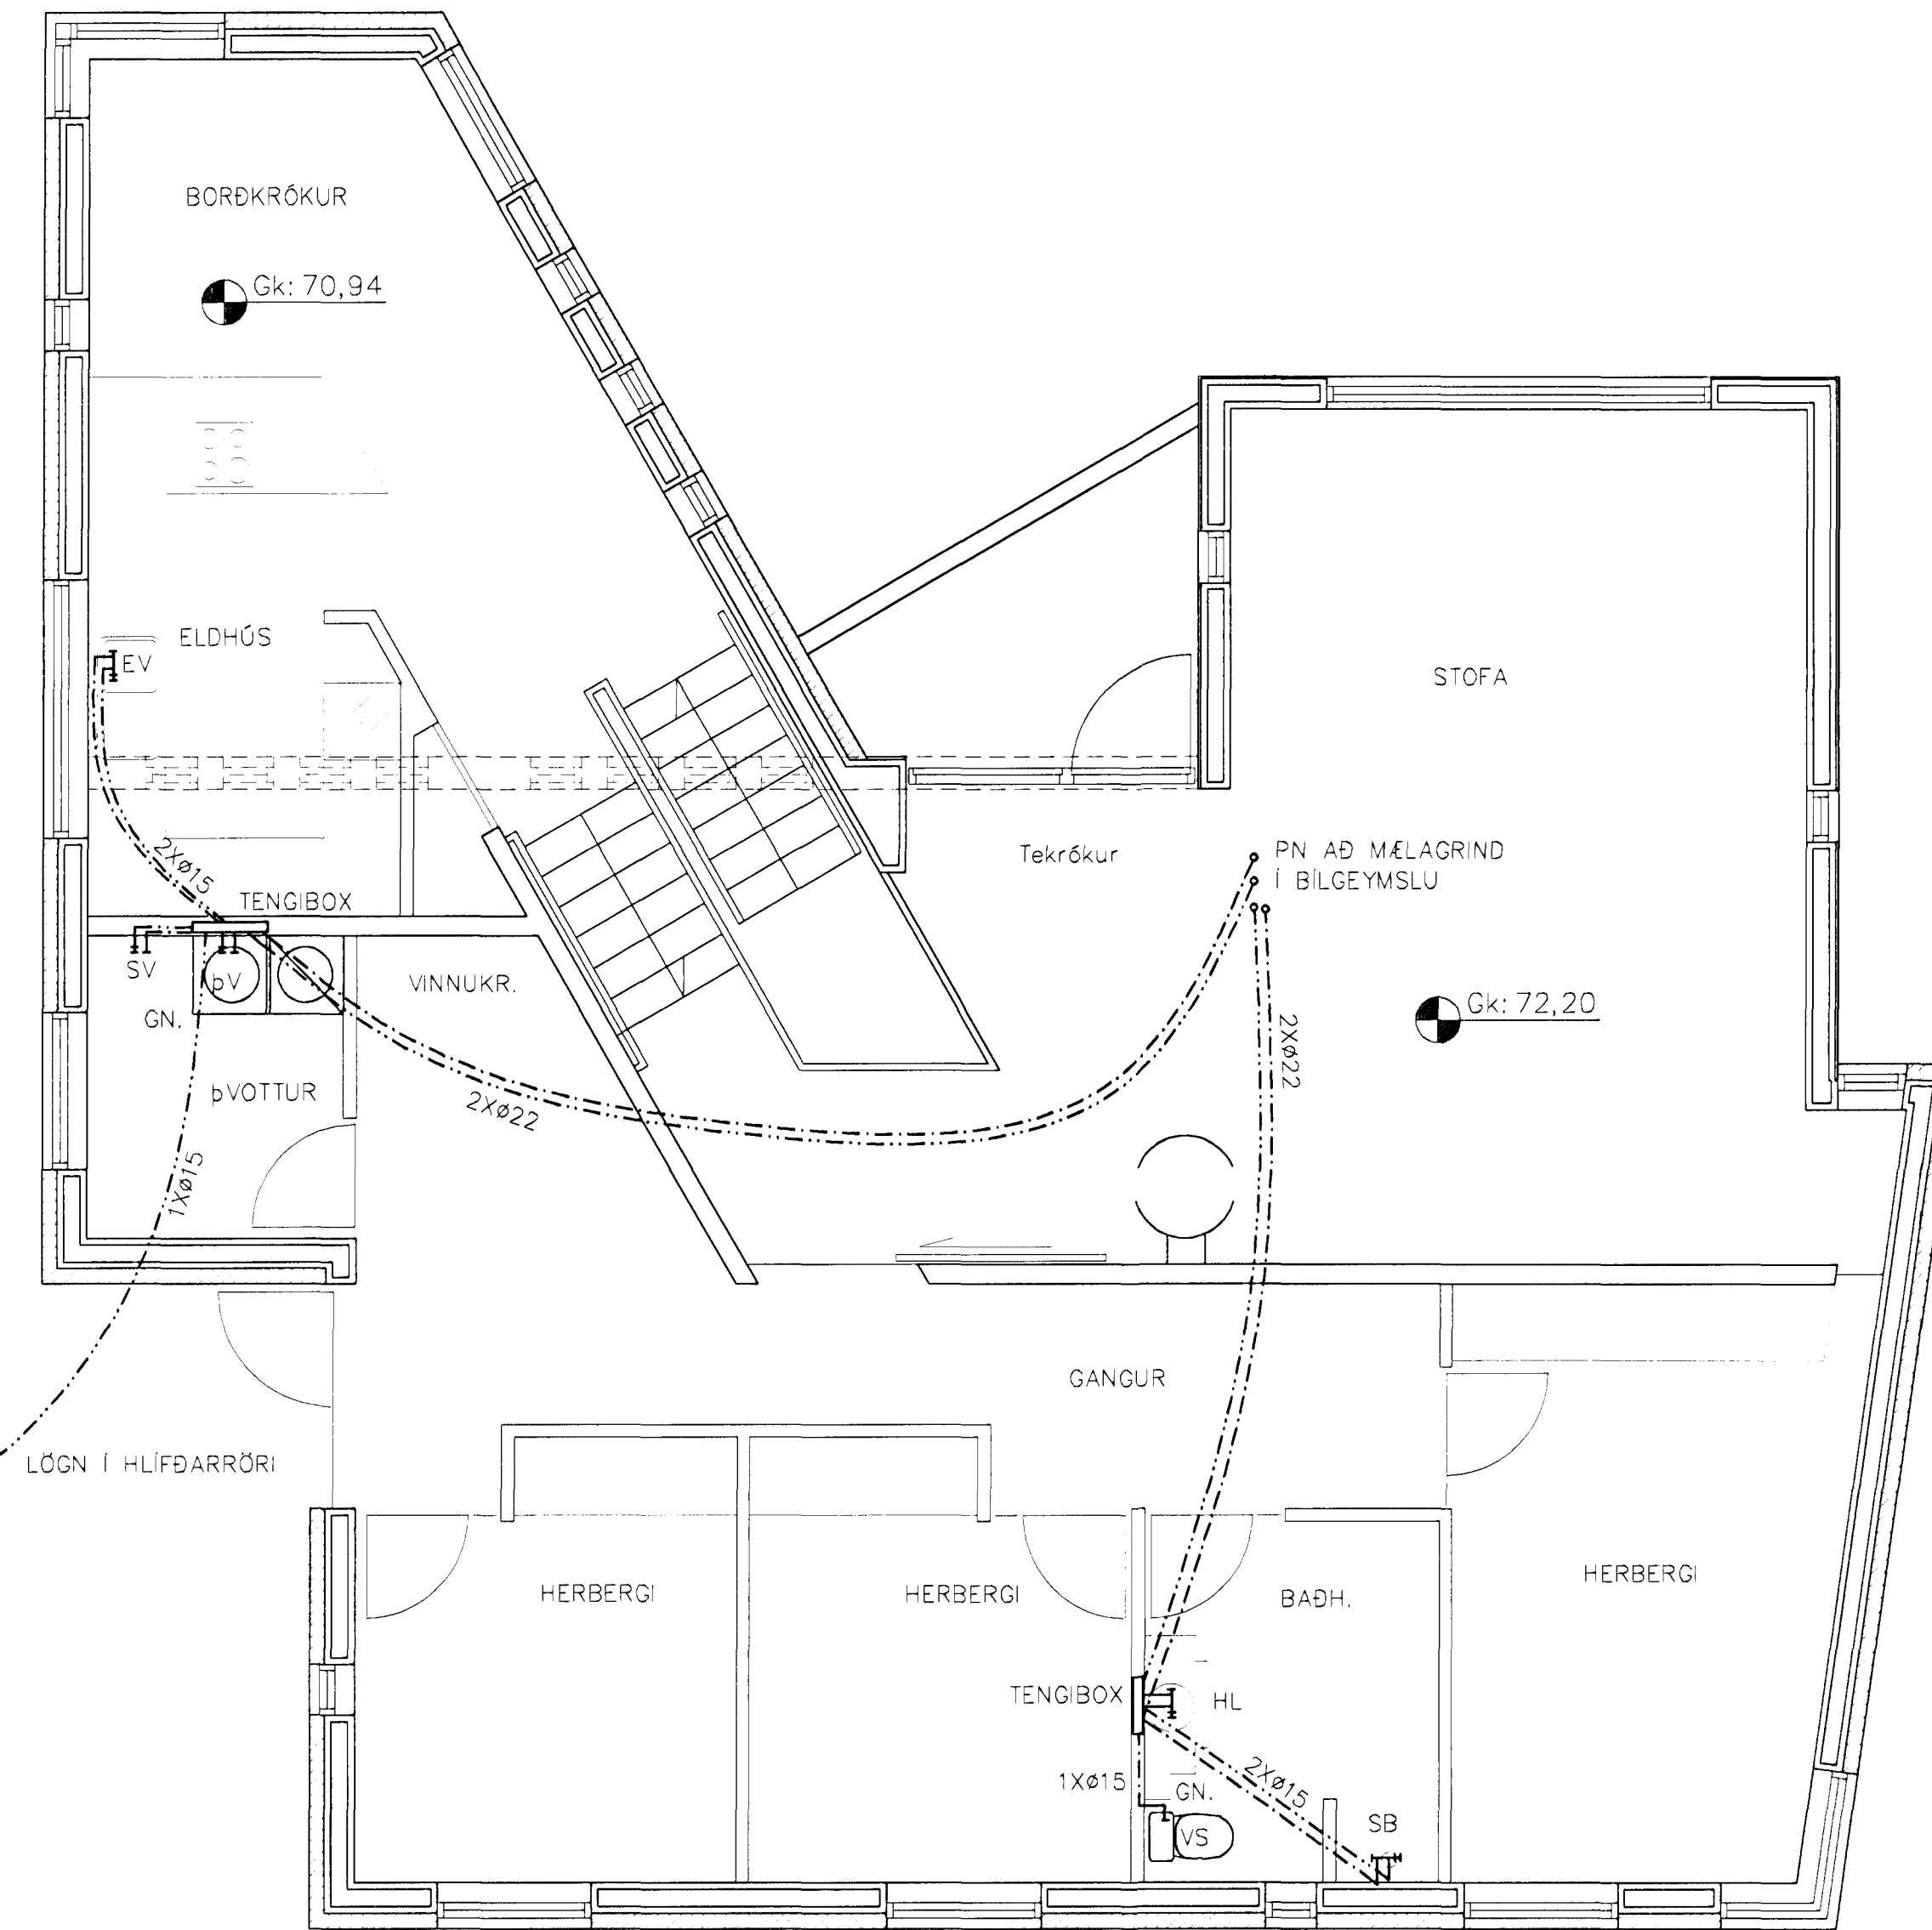 BORÐKRÓKUR
Gk: 70,94
ELDHÚS
EV
STOFA
2Xø15
TENGIBOX
Tekrókur
PN AÐ MÆLAGRIND
Í BÍLGEYMSLU
SV
þV
GN.
VINNUKR.
Gk: 72,20
2Xø22
þVOTTUR
2Xø22
1Xø15
GANGUR
LÖGN Í HLÍFÐARRÖRI
HERBERGI
HERBERGI
BAÐH.
HERBERGI
TENGIBOX
HL
1Xø15
GN.
2Xø15
VS
SB